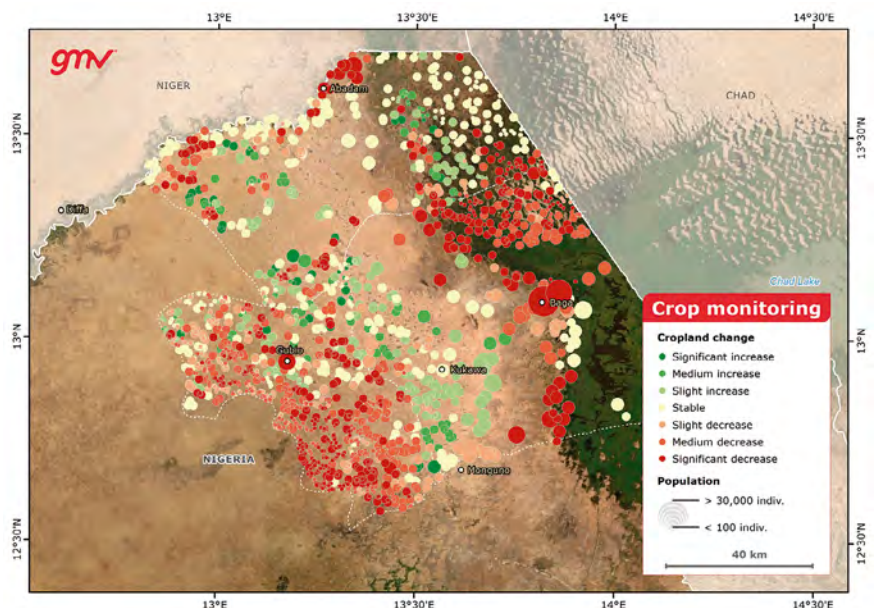 13°E 13°30'E 14°E 14°30'E
gmv
NIGER
CHAD
Abadam
13°30'N 13°30'N
Diffa
Chad Lake
Baga
13°N 13°N
Gubio
Kukawa
NIGERIA
Monguno
12°30'N 12°30'N
13°E 13°30'E 14°E 14°30'E
Crop monitoring
Cropland change
Significant increase
Medium increase
Slight increase
Stable
Slight decrease
Medium decrease
Significant decrease
Population
> 30,000 indiv.
< 100 indiv.
40 km